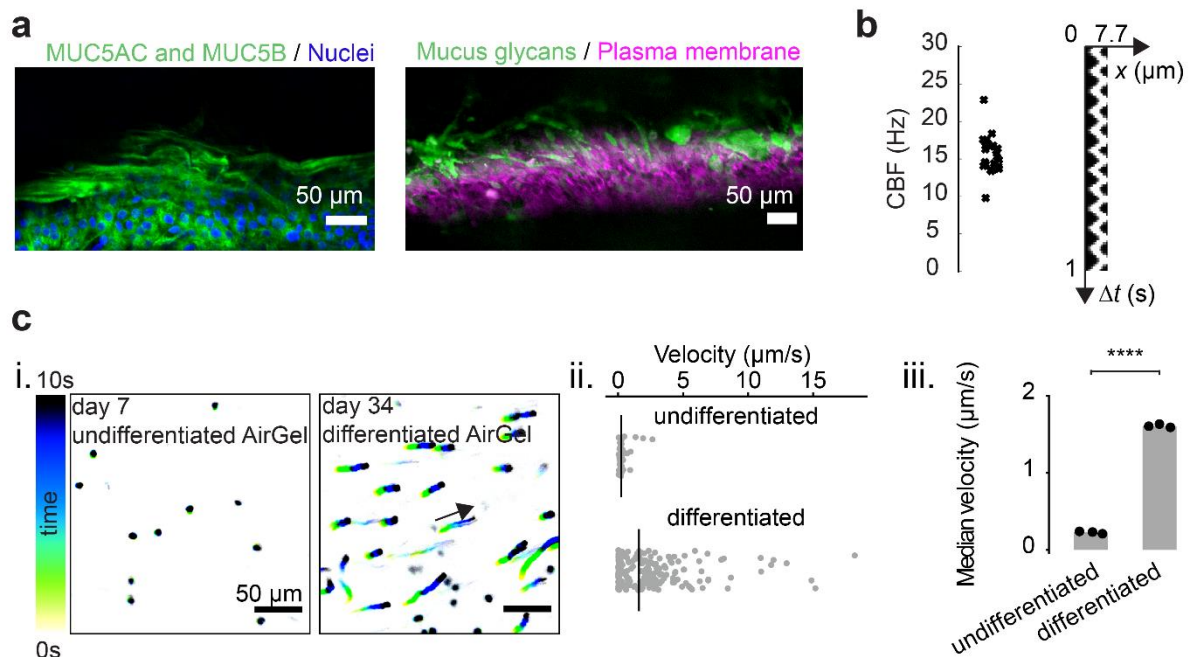 a
MUC5AC and MUC5B / Nuclei
50 µm
Mucus glycans / Plasma membrane
50 µm
b
30
25
20
15
10
5
0
CBF (Hz)
0 7.7
x (µm)
1
Δt (s)
c
i.
10s
time
0s
day 7
undifferentiated AirGel
50 µm
day 34
differentiated AirGel
ii.
Velocity (µm/s)
0 5 10 15
undifferentiated
differentiated
iii.
****
Median velocity (µm/s)
2
1
0
undifferentiated
differentiated